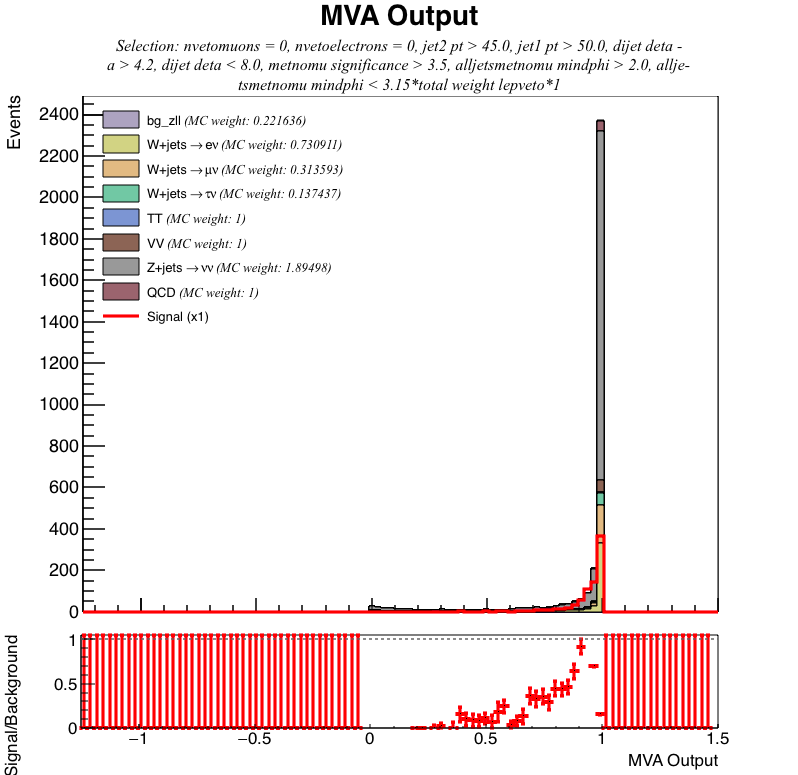 MVA Output
Selection: nvetomuons = 0, nvetoelectrons = 0, jet2 pt > 45.0, jet1 pt > 50.0, dijet deta -
a > 4.2, dijet deta < 8.0, metnomu significance > 3.5, alljetsmetnomu mindphi > 2.0, allje-
tsmetnomu mindphi < 3.15*total weight lepveto*1
Events
2400
2200
2000
1800
1600
1400
1200
1000
800
600
400
200
0
bg_zll (MC weight: 0.221636)
W+jets →eν (MC weight: 0.730911)
W+jets →μν (MC weight: 0.313593)
W+jets →τν (MC weight: 0.137437)
TT (MC weight: 1)
VV (MC weight: 1)
Z+jets →νν (MC weight: 1.89498)
QCD (MC weight: 1)
Signal (x1)
Signal/Background
1
0.5
0
−1 −0.5 0 0.5 1 1.5
MVA Output